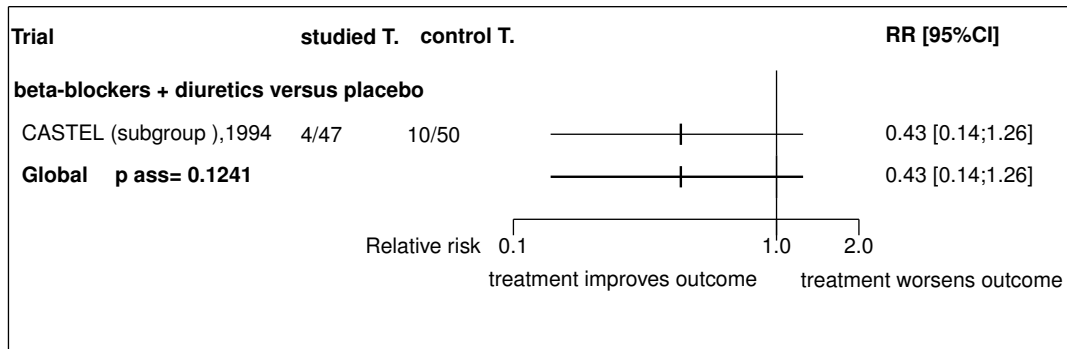 Trial studied T. control T. RR [95%CI]
beta-blockers + diuretics versus placebo
CASTEL (subgroup ),1994 4/47 10/50 0.43 [0.14;1.26]
Global p ass= 0.1241 0.43 [0.14;1.26]
Relative risk 0.1 1.0 2.0
treatment improves outcome treatment worsens outcome